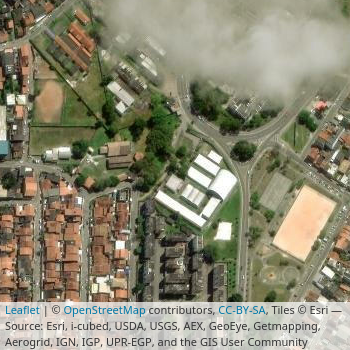 Leaflet | © OpenStreetMap contributors, CC-BY-SA, Tiles © Esri —
Source: Esri, i-cubed, USDA, USGS, AEX, GeoEye, Getmapping,
Aerogrid, IGN, IGP, UPR-EGP, and the GIS User Community